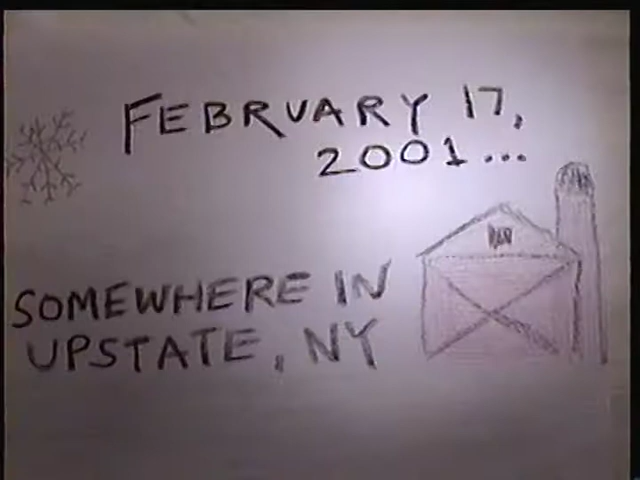 FEBRUARY 17,
2001...
SOMEWHERE IN
UPSTATE, NY